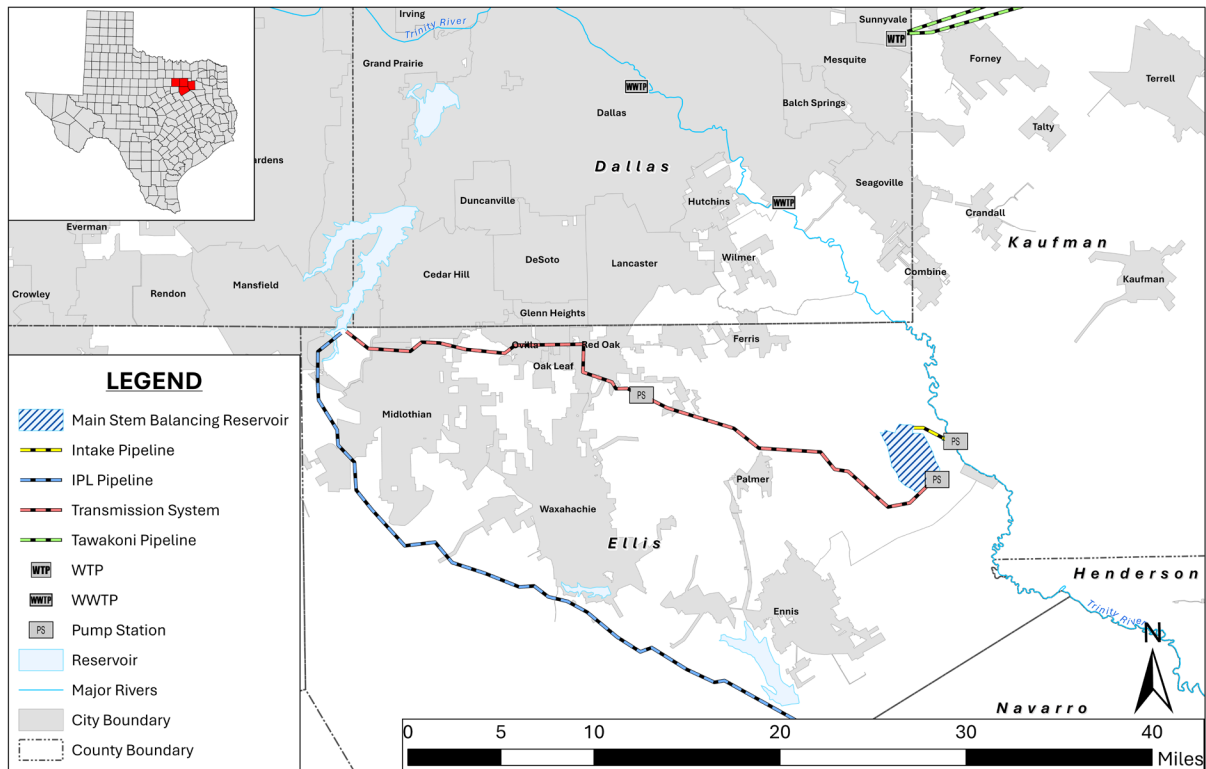 Irving
Trinity River
Sunnyvale
WTP
Grand Prairie
Mesquite
Forney
Terrell
WWTP
Balch Springs
Dallas
Talty
ardens
Dallas
Seagoville
Duncanville
Hutchins
WWTP
Crandall
Everman
Kaufman
Wilmer
DeSoto
Lancaster
Cedar Hill
Combine
Kaufman
Mansfield
Rendon
Crowley
Glenn Heights
Ferris
Ovilla
Red Oak
Oak Leaf
PS
Midlothian
PS
Palmer
PS
Waxahachie
Ellis
Henderson
Ennis
Trinity River
N
Navarro
LEGEND
Main Stem Balancing Reservoir
Intake Pipeline
IPL Pipeline
Transmission System
Tawakoni Pipeline
WTP WTP
WWTP WWTP
PS Pump Station
Reservoir
Major Rivers
City Boundary
County Boundary
0 5 10 20 30 40
Miles